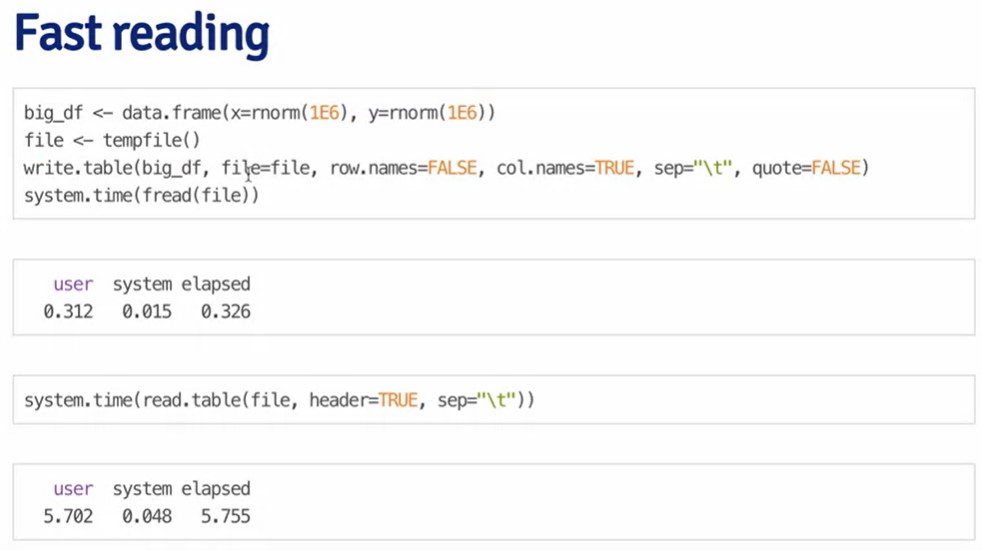 Fast reading
big_df <- data.frame(x=rnorm(1E6), y=rnorm(1E6))
file <- tempfile()
write.table(big_df, file=file, row.names=FALSE, col.names=TRUE, sep="\t", quote=FALSE)
system.time(fread(file))
user system elapsed
0.312 0.015 0.326
system.time(read.table(file, header=TRUE, sep="\t"))
user system elapsed
5.702 0.048 5.755